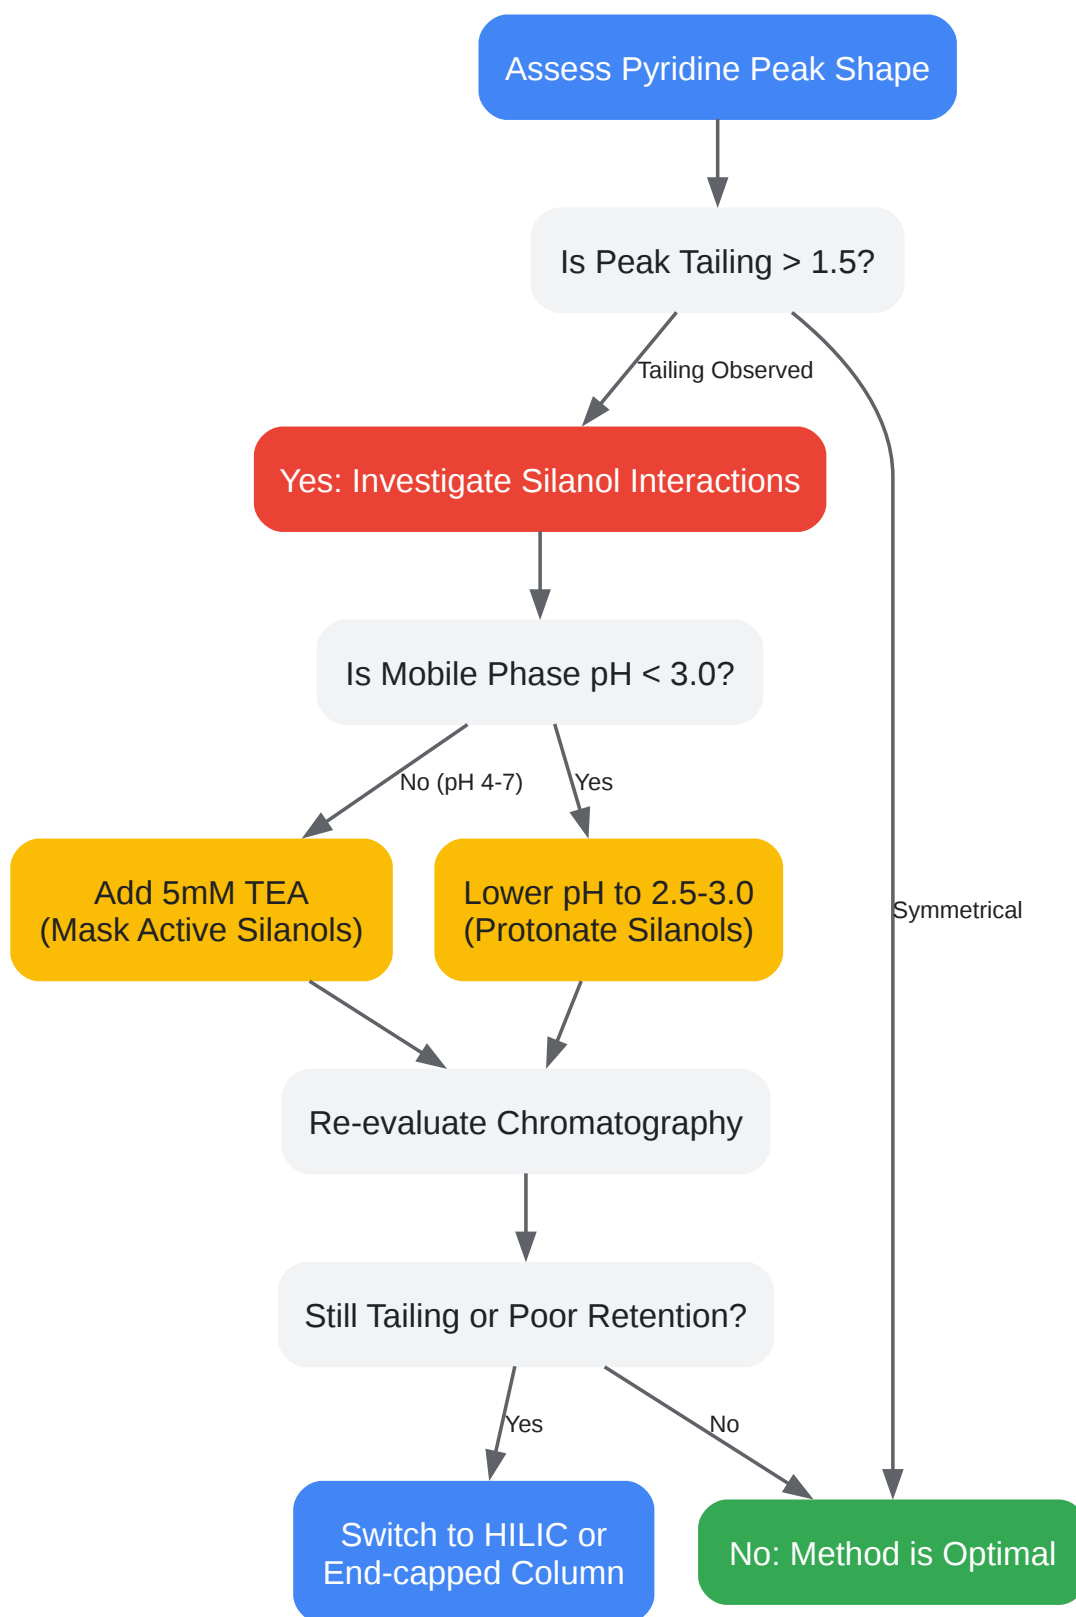 Assess Pyridine Peak Shape
Is Peak Tailing > 1.5?
Tailing Observed
Yes: Investigate Silanol Interactions
Is Mobile Phase pH < 3.0?
No (pH 4-7)
Yes
Add 5mM TEA
(Mask Active Silanols)
Lower pH to 2.5-3.0
(Protonate Silanols)
Symmetrical
Re-evaluate Chromatography
Still Tailing or Poor Retention?
Yes
No
Switch to HILIC or
End-capped Column
No: Method is Optimal